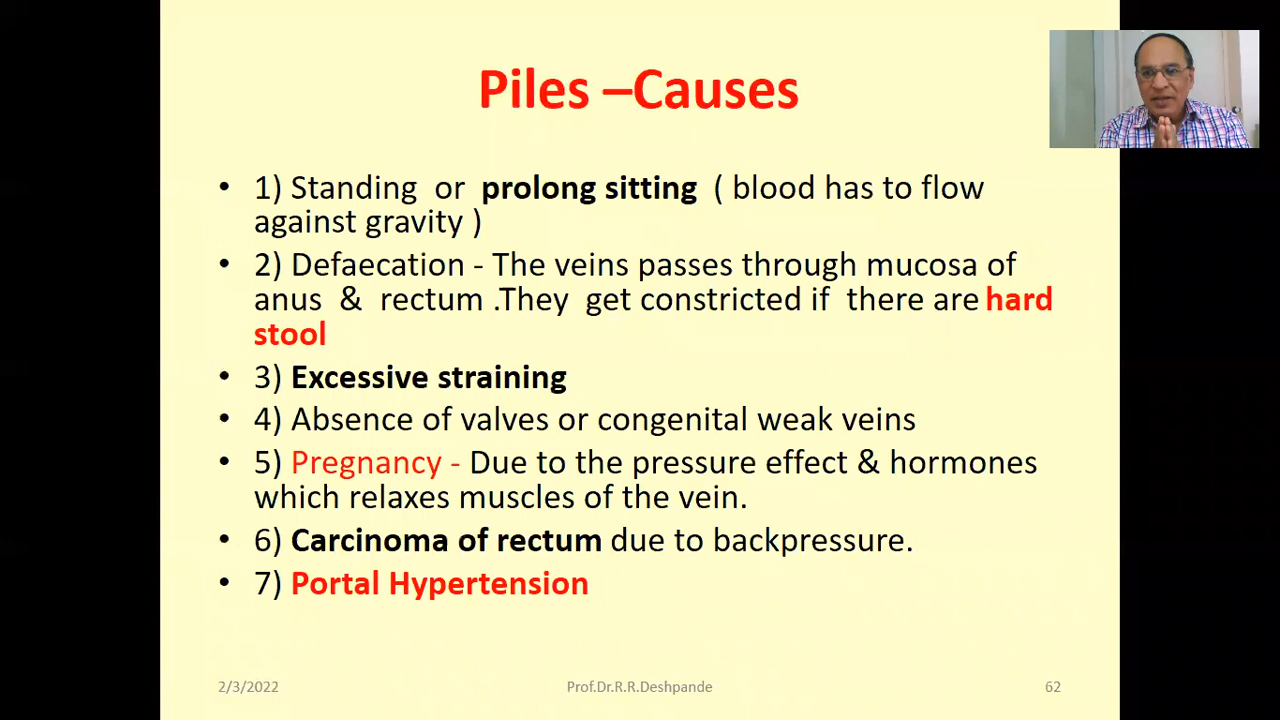 Piles –Causes
• 1) Standing or prolong sitting ( blood has to flow
against gravity )
• 2) Defaecation - The veins passes through mucosa of
anus & rectum .They get constricted if there are hard
stool
• 3) Excessive straining
• 4) Absence of valves or congenital weak veins
• 5) Pregnancy - Due to the pressure effect & hormones
which relaxes muscles of the vein.
• 6) Carcinoma of rectum due to backpressure.
• 7) Portal Hypertension
2/3/2022 Prof.Dr.R.R.Deshpande 62